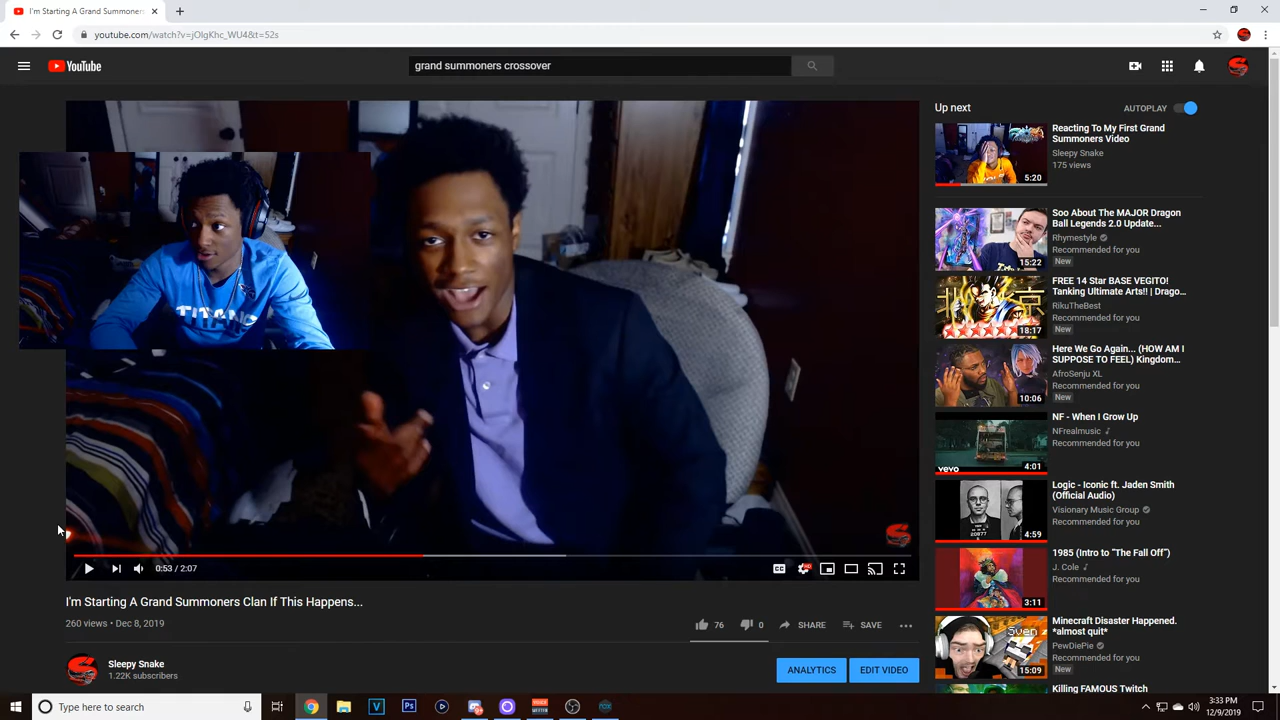 I'm Starting A Grand Summoners
youtube.com/watch?v=jOIgKhc_WU4&t=52s
YouTube
grand summoners crossover
TITANS
0:53 / 2:07
CC
HD
I'm Starting A Grand Summoners Clan If This Happens...
260 views • Dec 8, 2019
76
0
SHARE
SAVE
Sleepy Snake
1.22K subscribers
ANALYTICS
EDIT VIDEO
Up next
AUTOPLAY
5:20
Reacting To My First Grand
Summoners Video
Sleepy Snake
175 views
15:22
Soo About The MAJOR Dragon
Ball Legends 2.0 Update...
Rhymestyle
Recommended for you
New
18:17
FREE 14 Star BASE VEGITO!
Tanking Ultimate Arts!! | Drago...
RikuTheBest
Recommended for you
New
10:06
Here We Go Again... (HOW AM I
SUPPOSE TO FEEL) Kingdom...
AfroSenju XL
Recommended for you
New
vevo
4:01
NF - When I Grow Up
NFrealmusic
Recommended for you
4:59
Logic - Iconic ft. Jaden Smith
(Official Audio)
Visionary Music Group
Recommended for you
3:11
1985 (Intro to "The Fall Off")
J. Cole
Recommended for you
Sven
15:09
Minecraft Disaster Happened.
*almost quit*
PewDiePie
Recommended for you
Killing FAMOUS Twitch
Type here to search
3:33 PM
12/9/2019